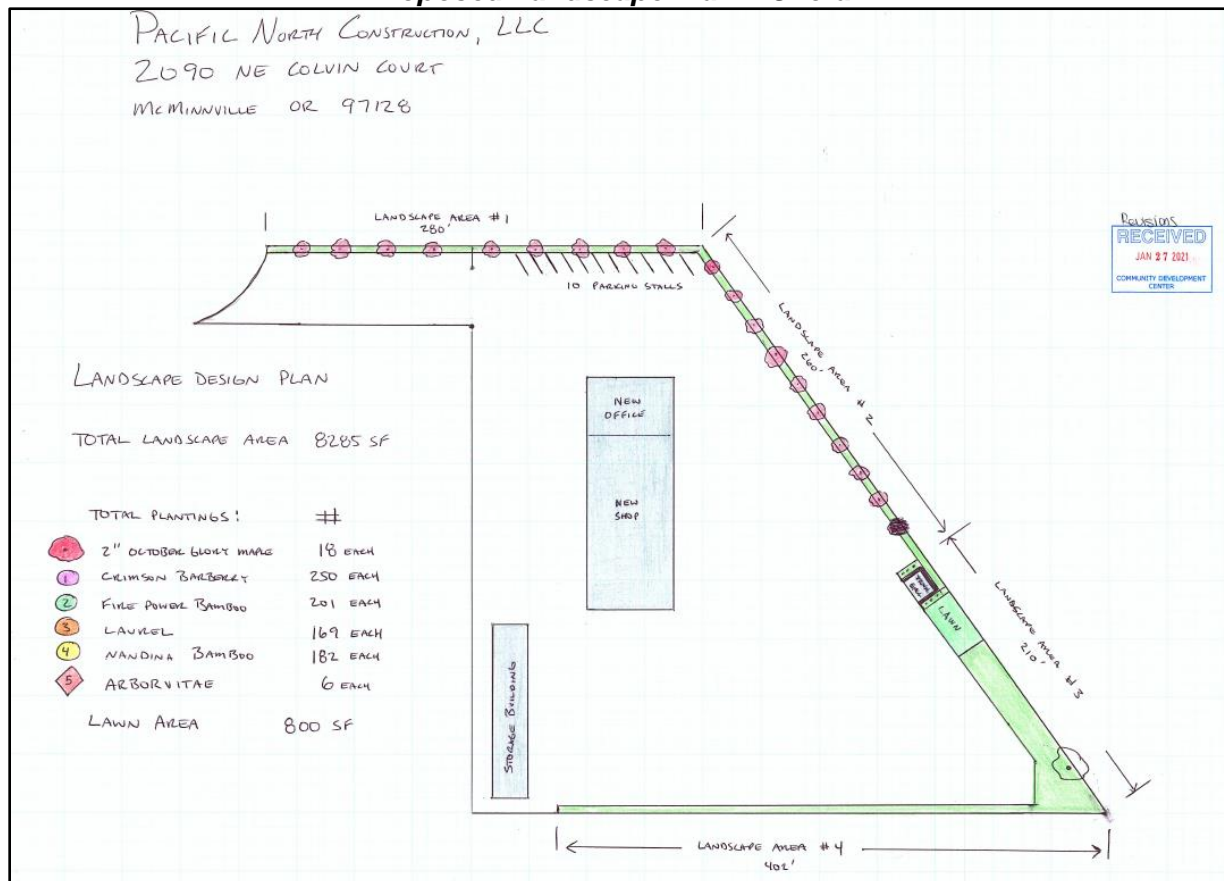 PACIFIC NORTH CONSTRUCTION, LLC
2090 NE COLVIN COURT
MCMINNVILLE OR 97128
LANDSCAPE AREA #1
280'
10 PARKING STALLS
REVISIONS
RECEIVED
JAN 27 2021
COMMUNITY DEVELOPMENT
CENTER
LANDSCAPE AREA #2
260'
LANDSCAPE DESIGN PLAN
TOTAL LANDSCAPE AREA 8285 SF
NEW
OFFICE
NEW
SHOP
TOTAL PLANTINGS: #
2" OCTOBER GLORY MAPLE 18 EACH
1 CRIMSON BARBERRY 250 EACH
2 FIRE POWER BAMBOO 201 EACH
3 LAUREL 169 EACH
4 NANDINA BAMBOO 182 EACH
5 ARBORVITAE 6 EACH
LAWN AREA 800 SF
STORAGE BUILDING
LAWN
LANDSCAPE AREA #3
210'
LANDSCAPE AREA #4
402'